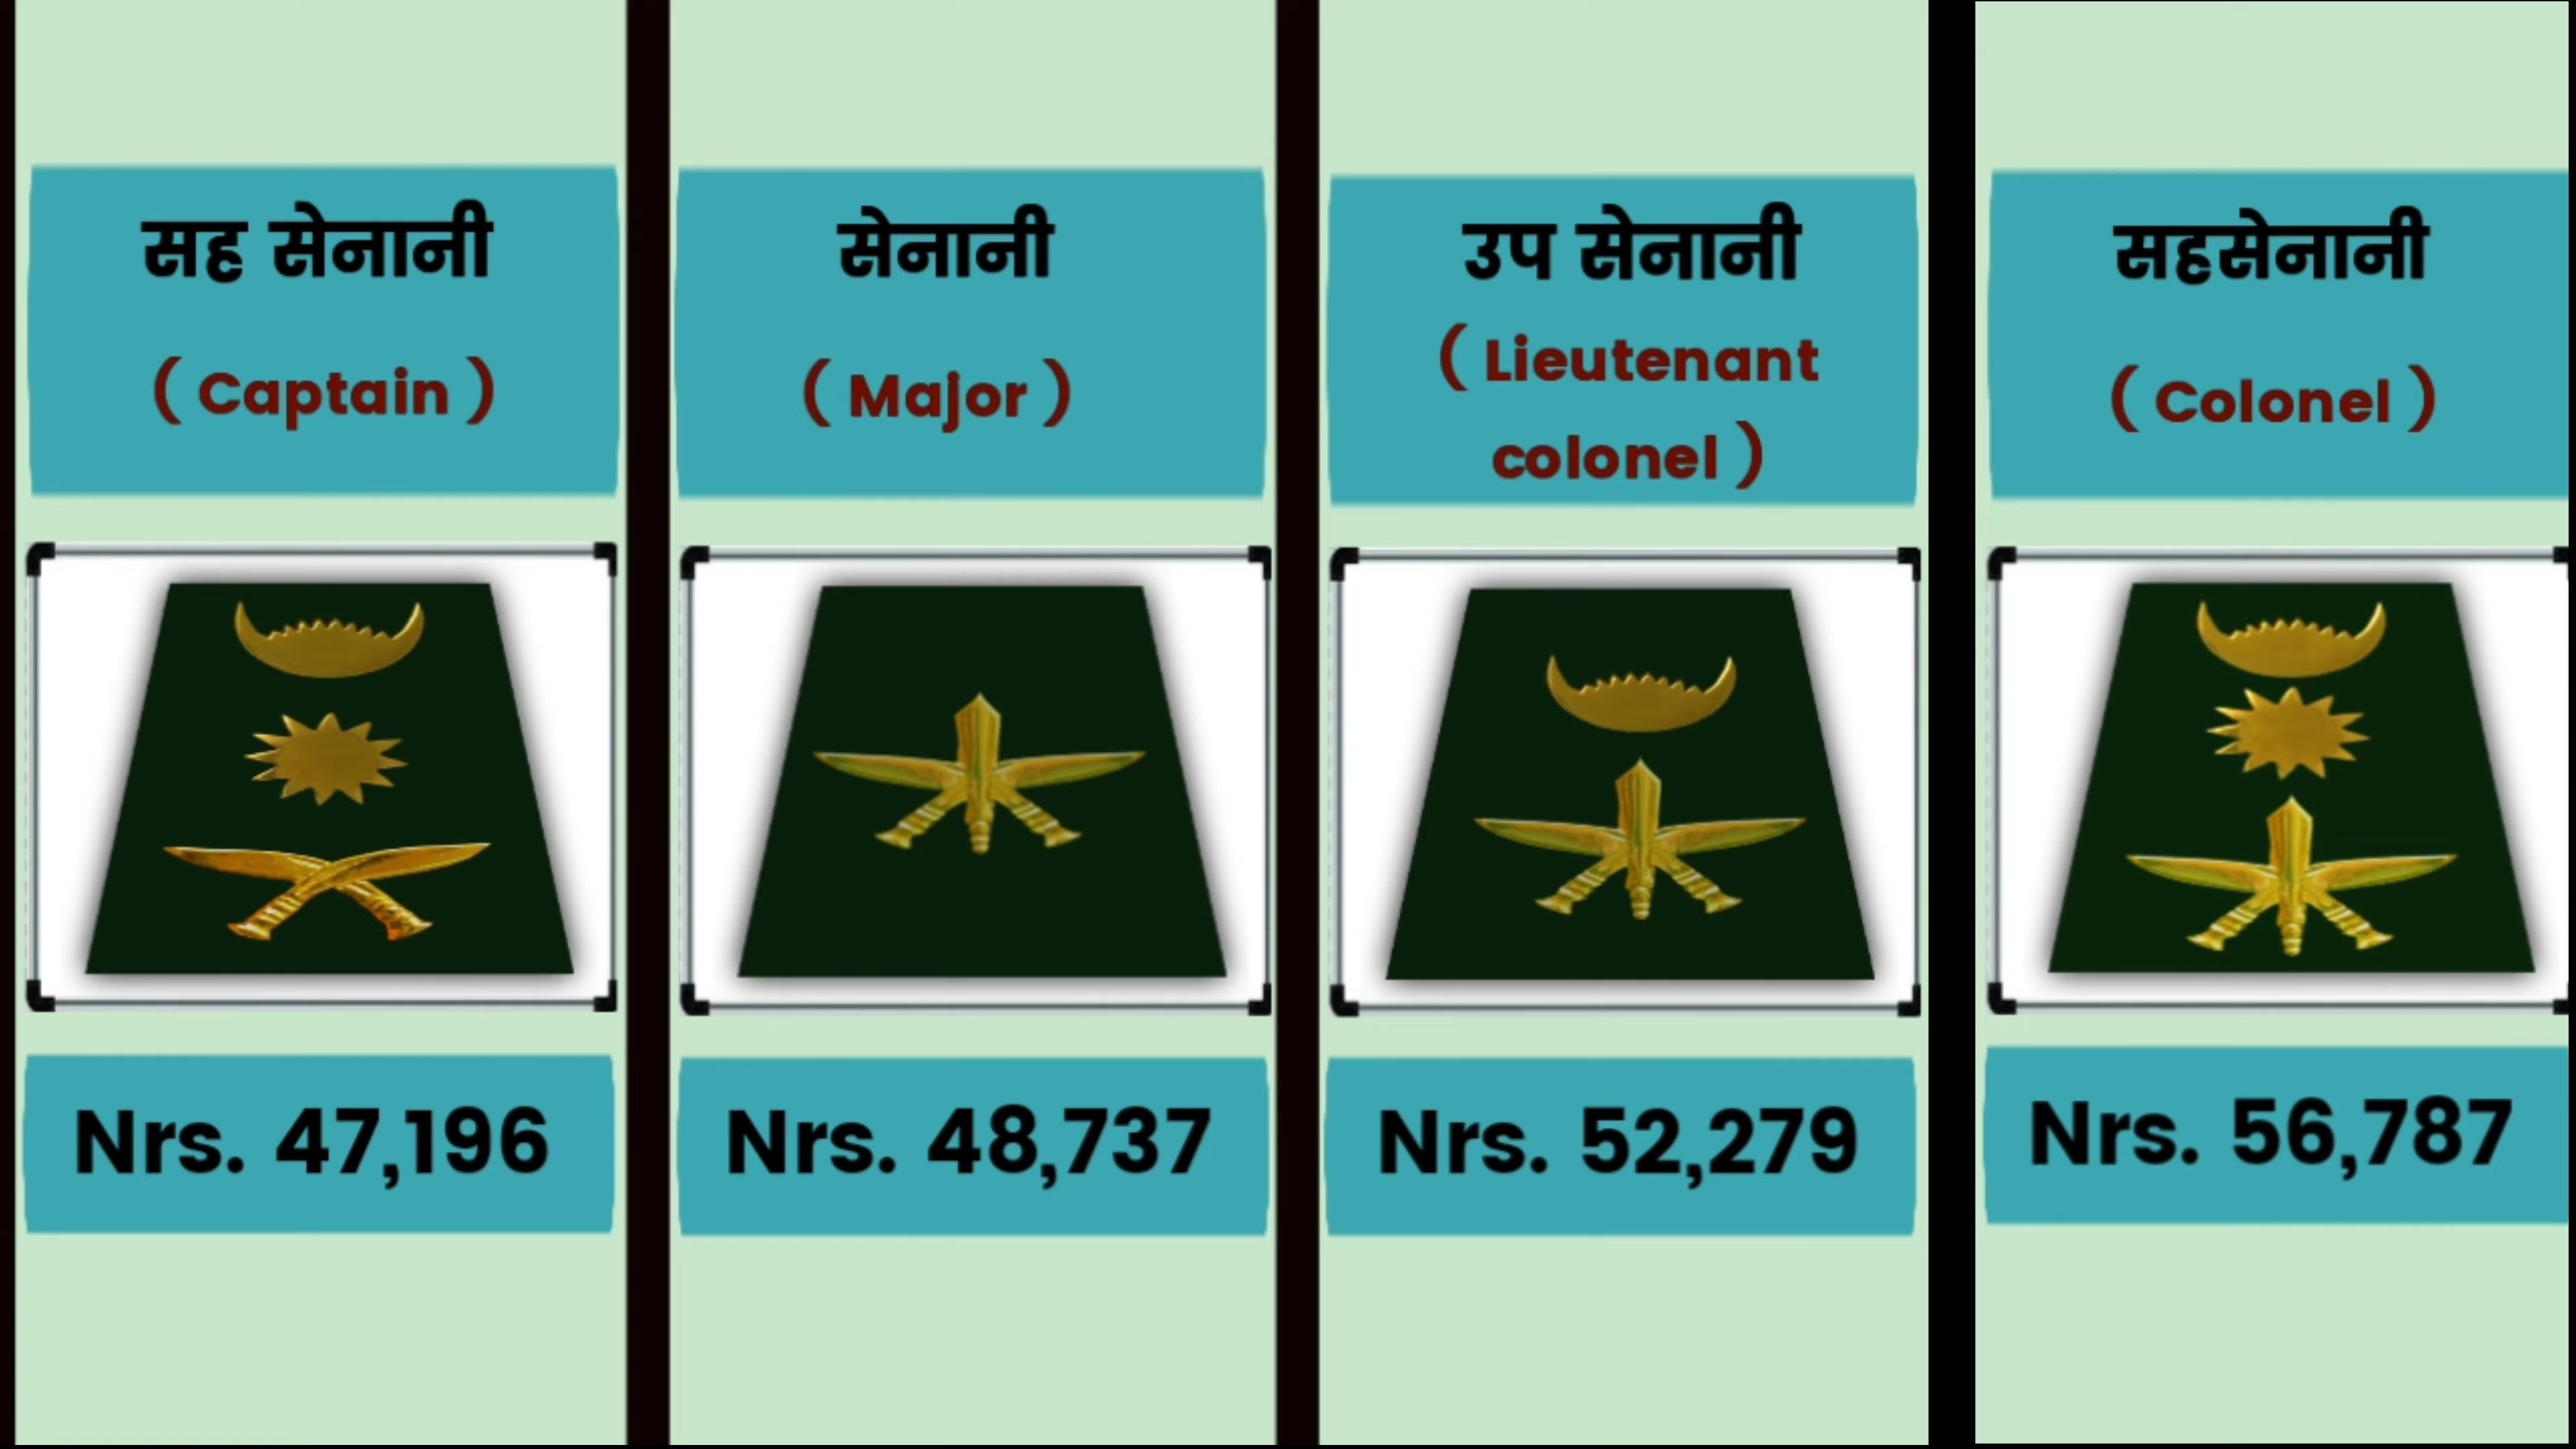 सह सेनानी
( Captain )
Nrs. 47,196
सेनानी
( Major )
Nrs. 48,737
उप सेनानी
( Lieutenant
colonel )
Nrs. 52,279
सहसेनानी
( Colonel )
Nrs. 56,787